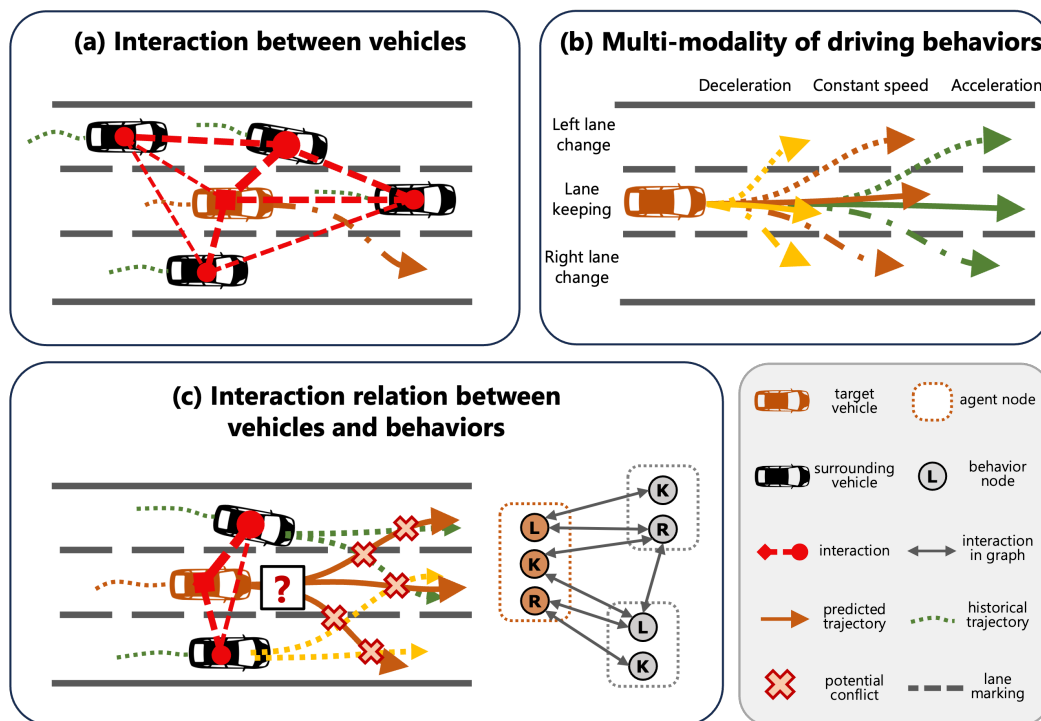 (a) Interaction between vehicles
(b) Multi-modality of driving behaviors
Deceleration Constant speed Acceleration
Left lane
change
Lane
keeping
Right lane
change
(c) Interaction relation between
vehicles and behaviors
?
K
R
L
K
R
L
K
target
vehicle
agent node
surrounding
vehicle
L
behavior
node
interaction
interaction
in graph
predicted
trajectory
historical
trajectory
potential
conflict
lane
marking